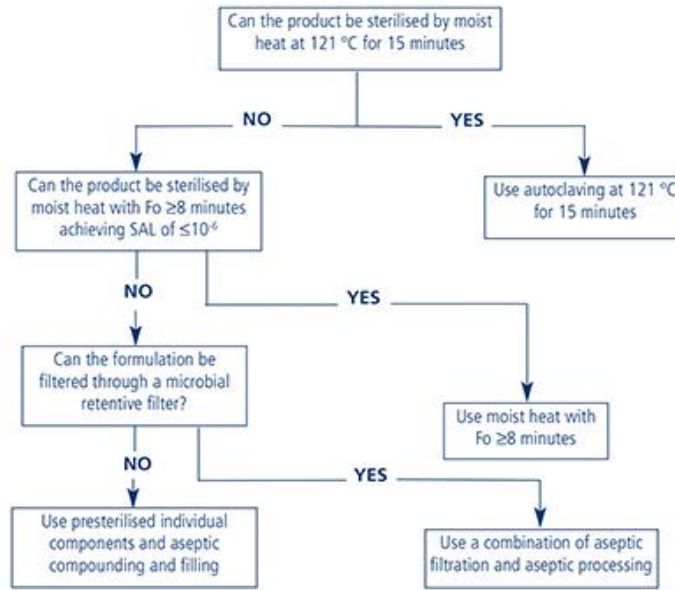 Can the product be sterilised by moist
heat at 121 ºC for 15 minutes
NO
YES
Can the product be sterilised by
moist heat with Fo ≥8 minutes
achieving SAL of ≤10⁻⁶
Use autoclaving at 121 ºC
for 15 minutes
NO
YES
Can the formulation be
filtered through a microbial
retentive filter?
Use moist heat with
Fo ≥8 minutes
NO
YES
Use presterilised individual
components and aseptic
compounding and filling
Use a combination of aseptic
filtration and aseptic processing